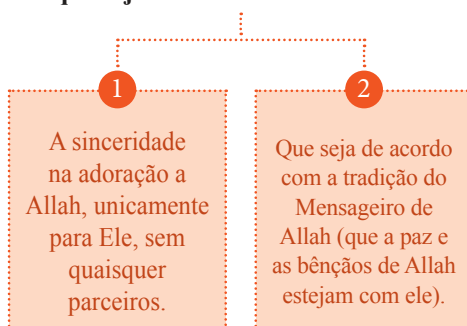 1
A sinceridade
na adoração a
Allah, unicamente
para Ele, sem
quaisquer
parceiros.
2
Que seja de acordo
com a tradição do
Mensageiro de
Allah (que a paz e
as bênçãos de Allah
estejam com ele).